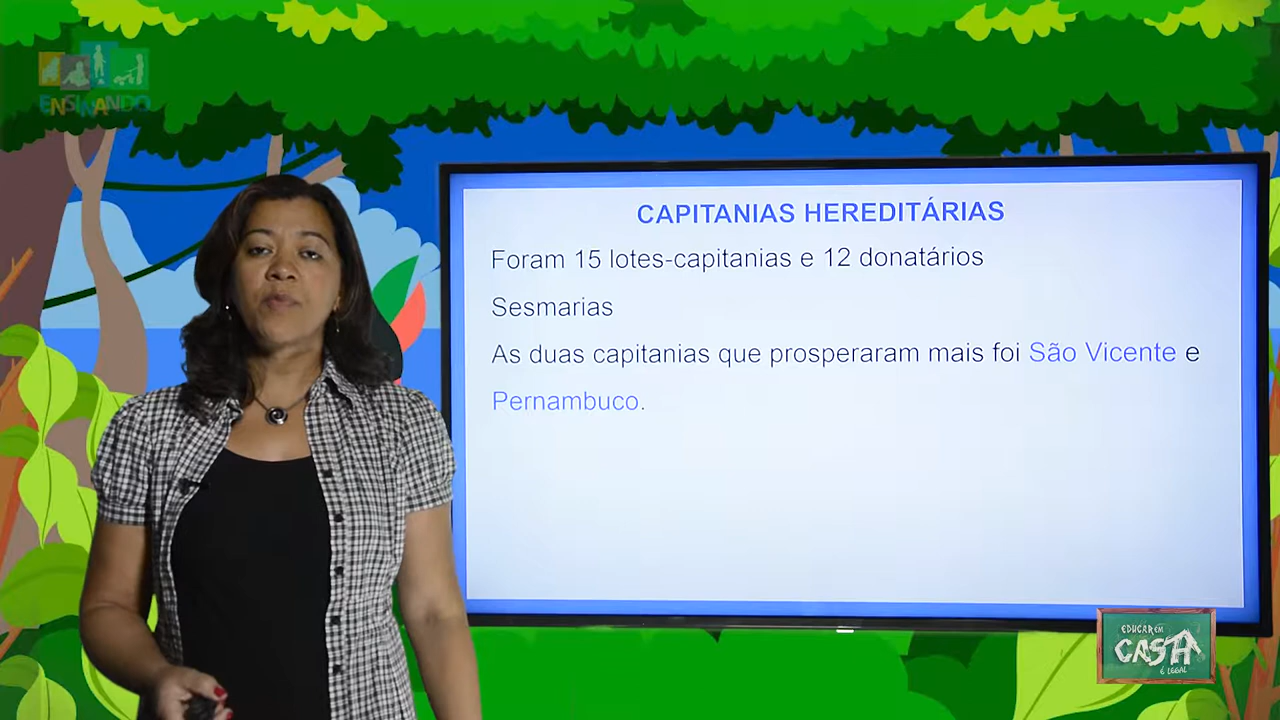 ENSINANDO
CAPITANIAS HEREDITÁRIAS
Foram 15 lotes-capitanias e 12 donatários
Sesmarias
As duas capitanias que prosperaram mais foi São Vicente e
Pernambuco.
EDUCAR EM
CASA
É LEGAL